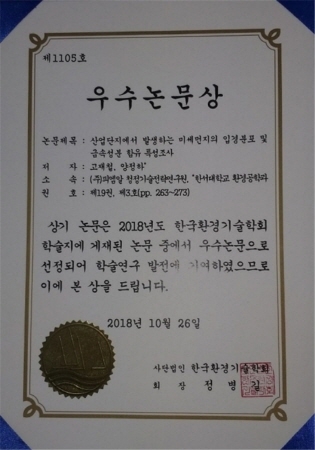 제1105호
우수논문상
논문제목 : 산업단지에서 발생하는 미세먼지의 입경분포 및
금속성분 함유 특성조사
저 자 : 고재철, 양정하*
소 속 : (주)피엠알 청정기술전략연구원, *한서대학교 환경공학과
권 호 : 제19권, 제3호(pp. 263~273)
상기 논문은 2018년도 한국환경기술학회
학술지에 게재된 논문 중에서 우수논문으로
선정되어 학술연구 발전에 기여하였으므로
이에 본 상을 드립니다.
2018년 10월 26일
사단법인 한국환경기술학회
회 장 정 병 길